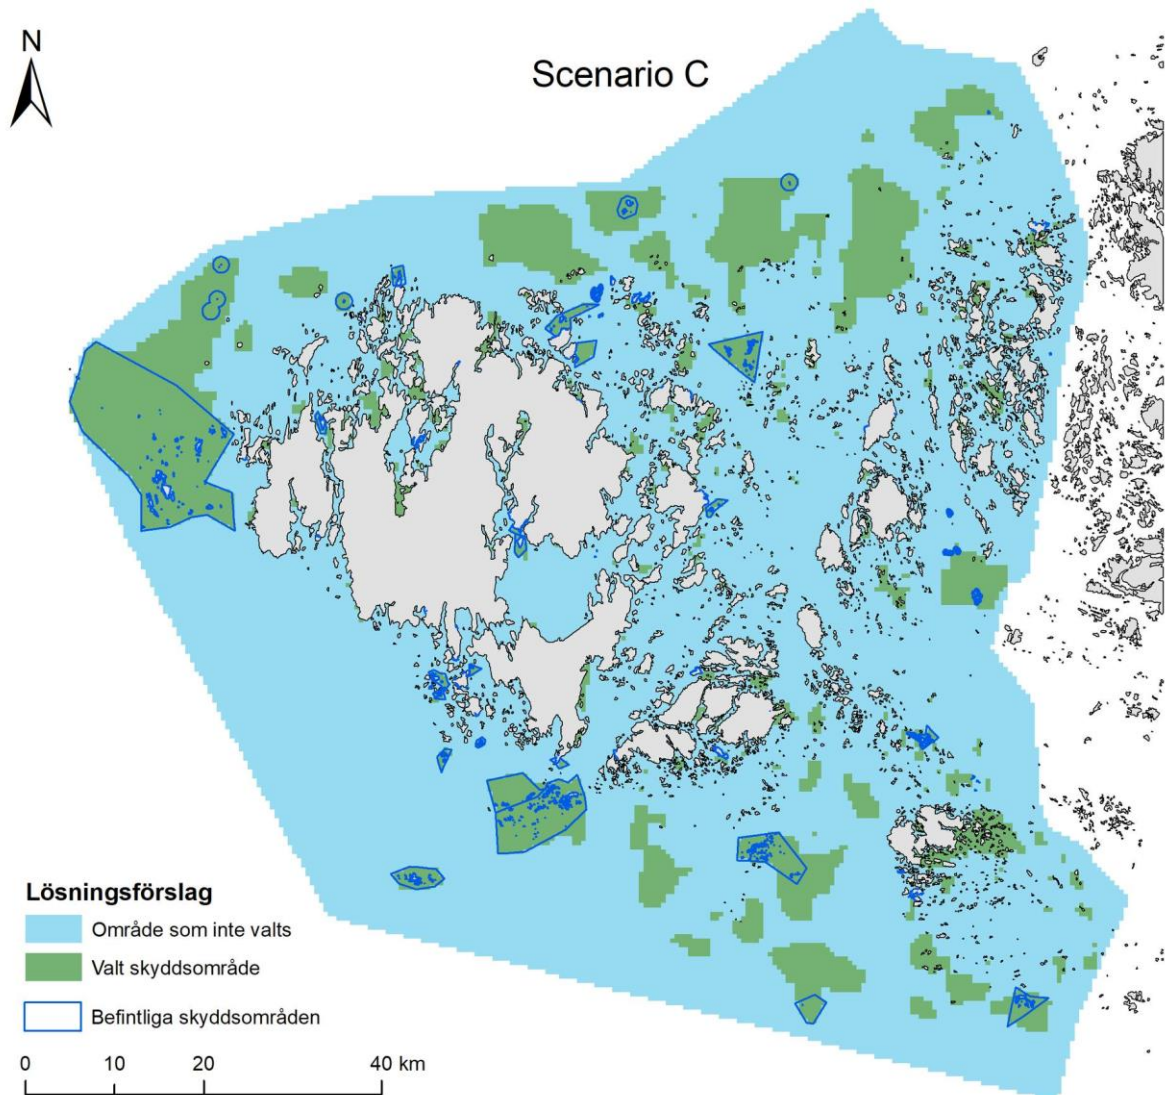 N
Scenario C
Lösningsförslag
Område som inte valts
Valt skyddsområde
Befintliga skyddsområden
0 10 20 40 km